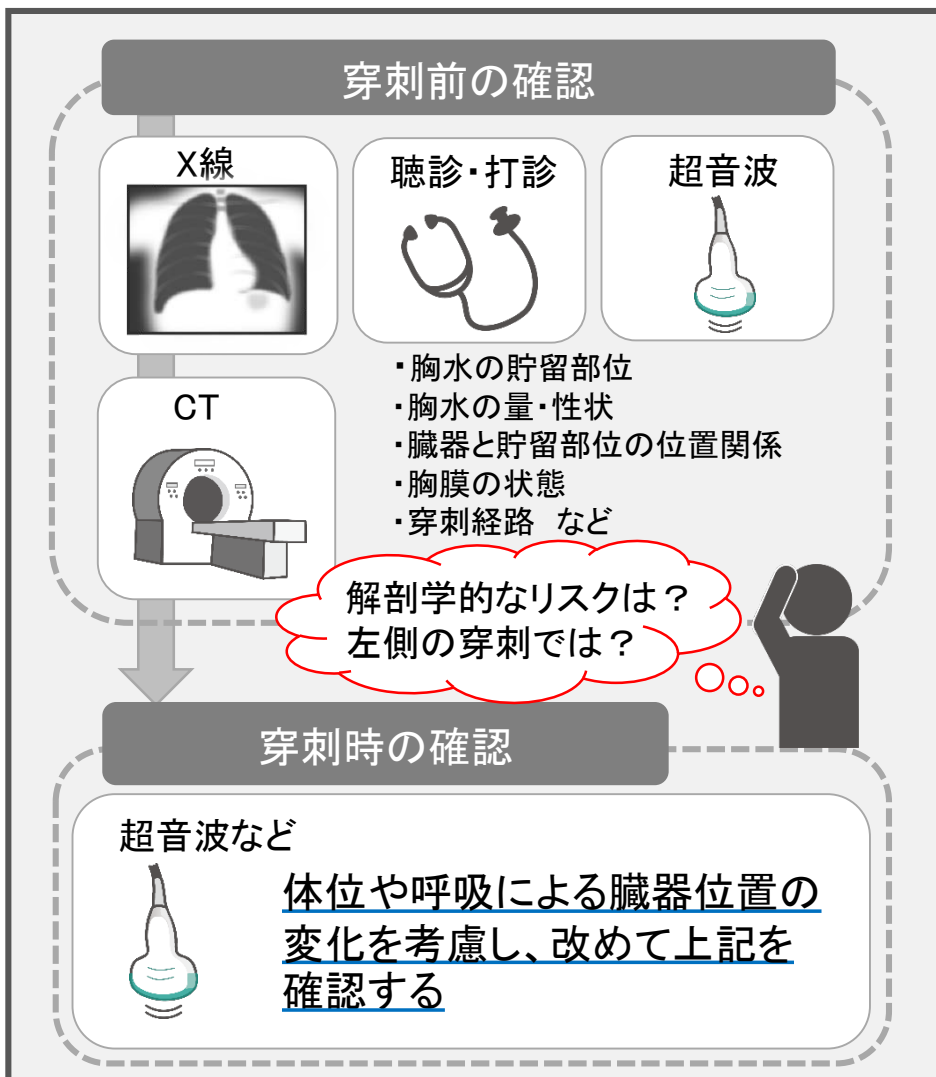 穿刺前の確認
X線
聴診・打診
超音波
CT
・胸水の貯留部位
・胸水の量・性状
・臓器と貯留部位の位置関係
・胸膜の状態
・穿刺経路 など
解剖学的なリスクは？
左側の穿刺では？
穿刺時の確認
超音波など
体位や呼吸による臓器位置の
変化を考慮し、改めて上記を
確認する